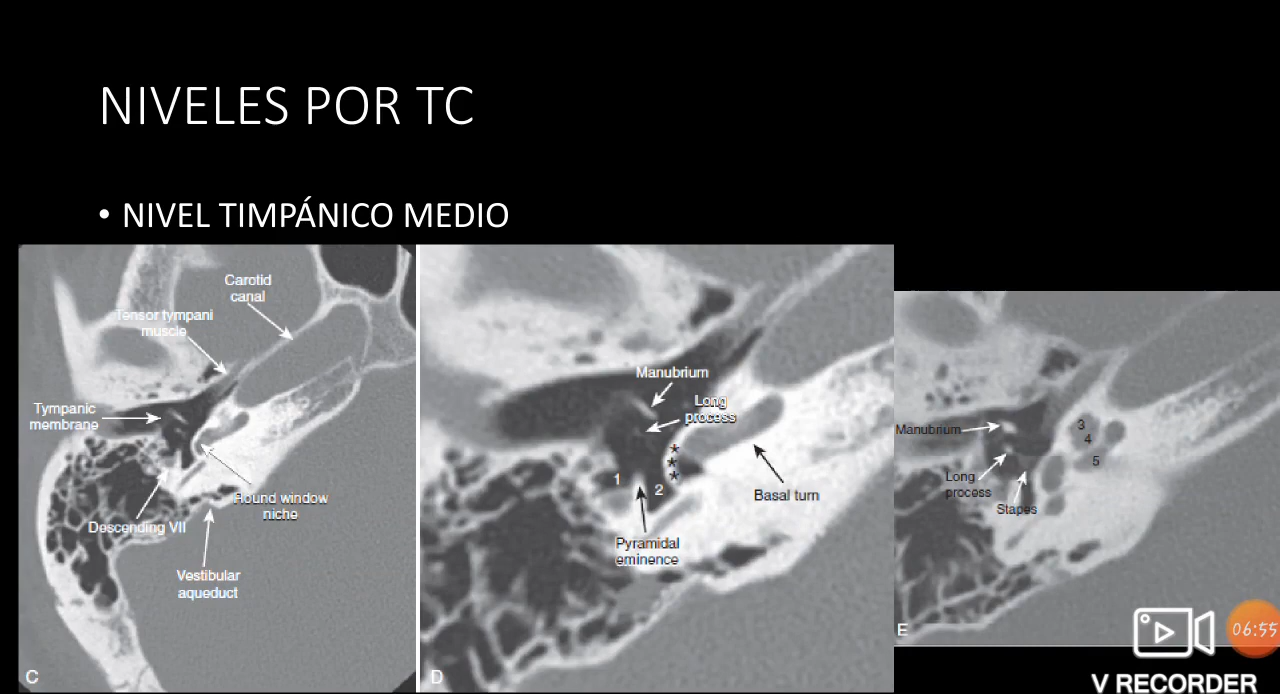 NIVELES POR TC
• NIVEL TIMPÁNICO MEDIO
Carotid
canal
Tensor tympani
muscle
Tympanic
membrane
Round window
niche
Descending VII
Vestibular
aqueduct
C
Manubrium
Long
process
*
*
*
1
2
Basal turn
Pyramidal
eminence
D
3
Manubrium
4
5
Long
process
Stapes
E
06:55
V RECORDER